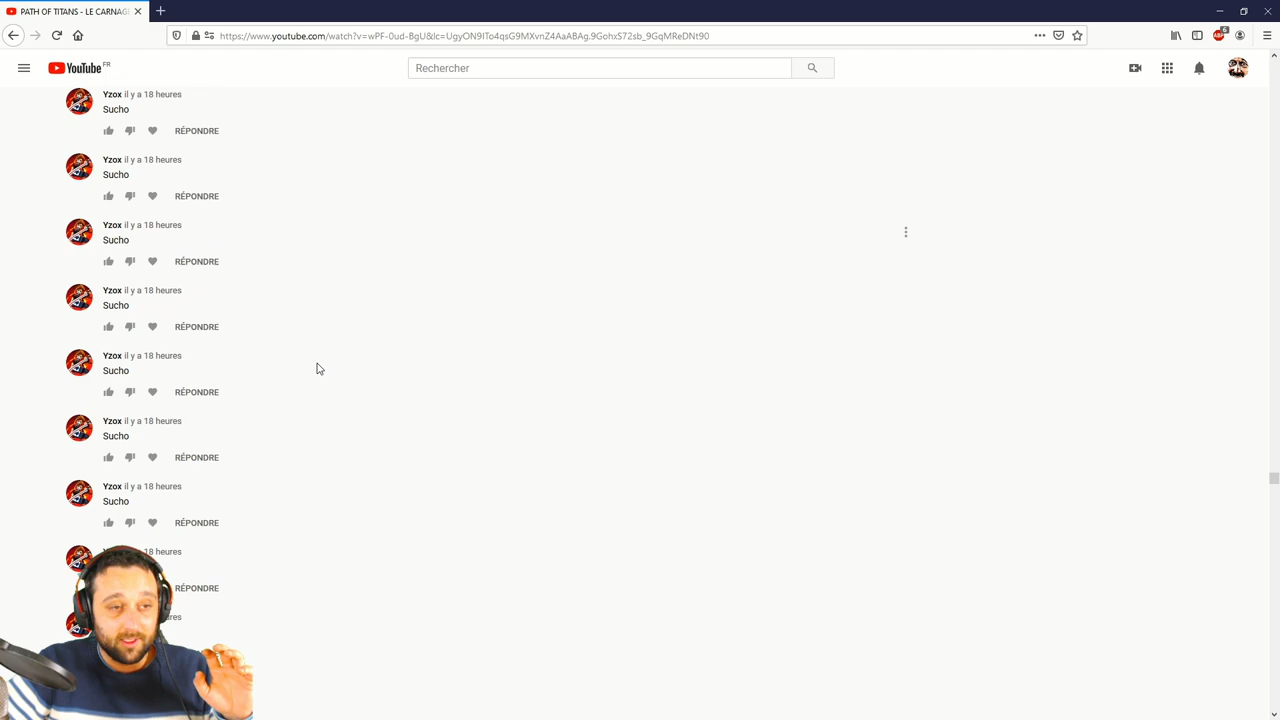 PATH OF TITANS - LE CARNAG
https://www.youtube.com/watch?v=wPF-0ud-BgU&lc=UgyON9ITo4qsG9MXvnZ4AaABAg.9GohxS72sb_9GqMReDNt90
6
YouTube FR
Rechercher
Yzox il y a 18 heures
Sucho
RÉPONDRE
Yzox il y a 18 heures
Sucho
RÉPONDRE
Yzox il y a 18 heures
Sucho
RÉPONDRE
Yzox il y a 18 heures
Sucho
RÉPONDRE
Yzox il y a 18 heures
Sucho
RÉPONDRE
Yzox il y a 18 heures
Sucho
RÉPONDRE
Yzox il y a 18 heures
Sucho
RÉPONDRE
18 heures
RÉPONDRE